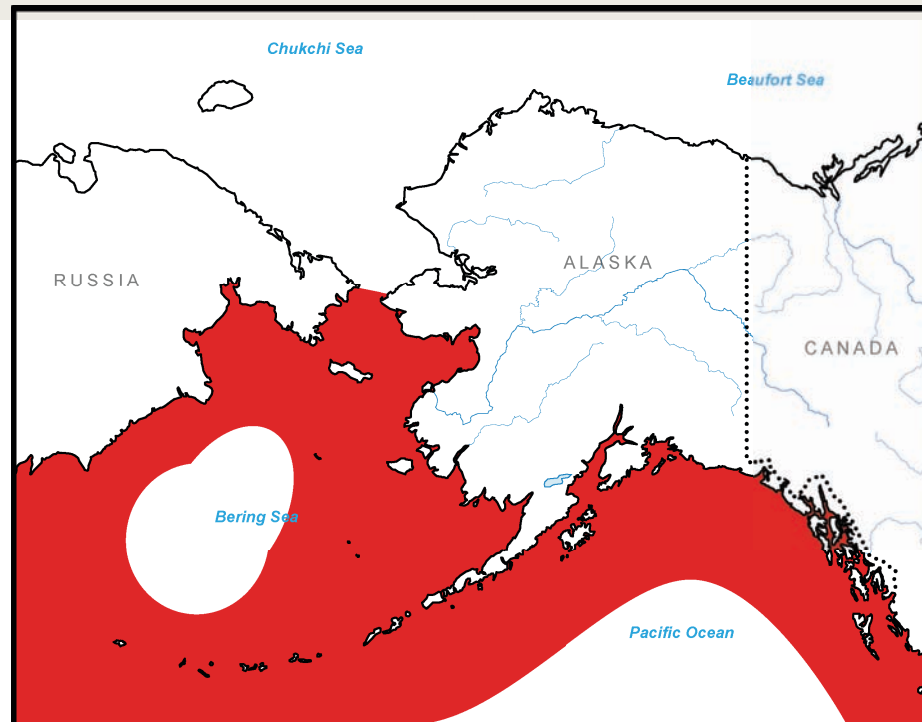 Chukchi Sea
Beaufort Sea
ALASKA
RUSSIA
CANADA
Bering Sea
Pacific Ocean